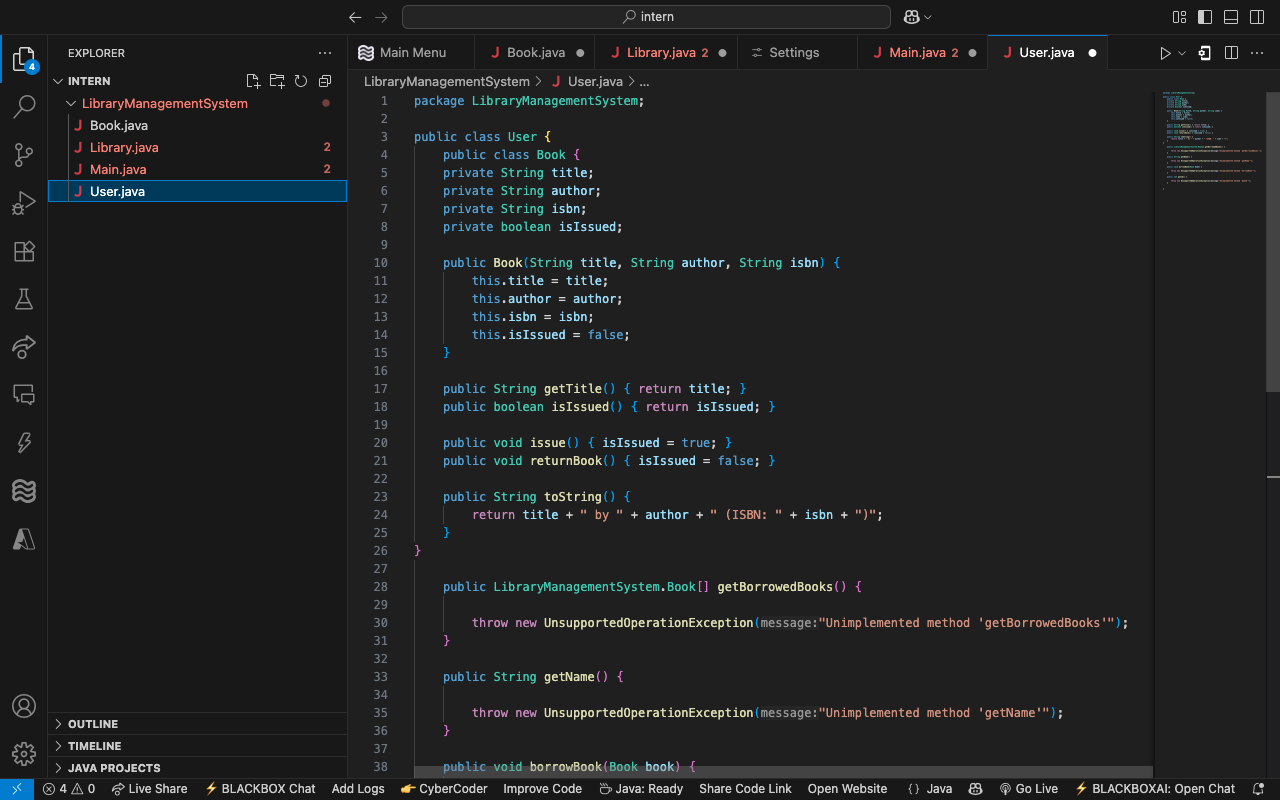 intern
EXPLORER
Main Menu
Book.java
Library.java 2
Settings
Main.java 2
User.java
INTERN
LibraryManagementSystem > User.java > ...
LibraryManagementSystem
Book.java
Library.java 2
Main.java 2
User.java
4
1 package LibraryManagementSystem;
2
3 public class User {
4 public class Book {
5 private String title;
6 private String author;
7 private String isbn;
8 private boolean isIssued;
9
10 public Book(String title, String author, String isbn) {
11 this.title = title;
12 this.author = author;
13 this.isbn = isbn;
14 this.isIssued = false;
15 }
16
17 public String getTitle() { return title; }
18 public boolean isIssued() { return isIssued; }
19
20 public void issue() { isIssued = true; }
21 public void returnBook() { isIssued = false; }
22
23 public String toString() {
24 return title + " by " + author + " (ISBN: " + isbn + ")";
25 }
26 }
27
28 public LibraryManagementSystem.Book[] getBorrowedBooks() {
29
30 throw new UnsupportedOperationException(message:"Unimplemented method 'getBorrowedBooks'");
31 }
32
33 public String getName() {
34
35 throw new UnsupportedOperationException(message:"Unimplemented method 'getName'");
36 }
37
38 public void borrowBook(Book book) {
OUTLINE
TIMELINE
JAVA PROJECTS
4 0 Live Share BLACKBOX Chat Add Logs CyberCoder Improve Code Java: Ready Share Code Link Open Website {} Java Go Live BLACKBOXAI: Open Chat